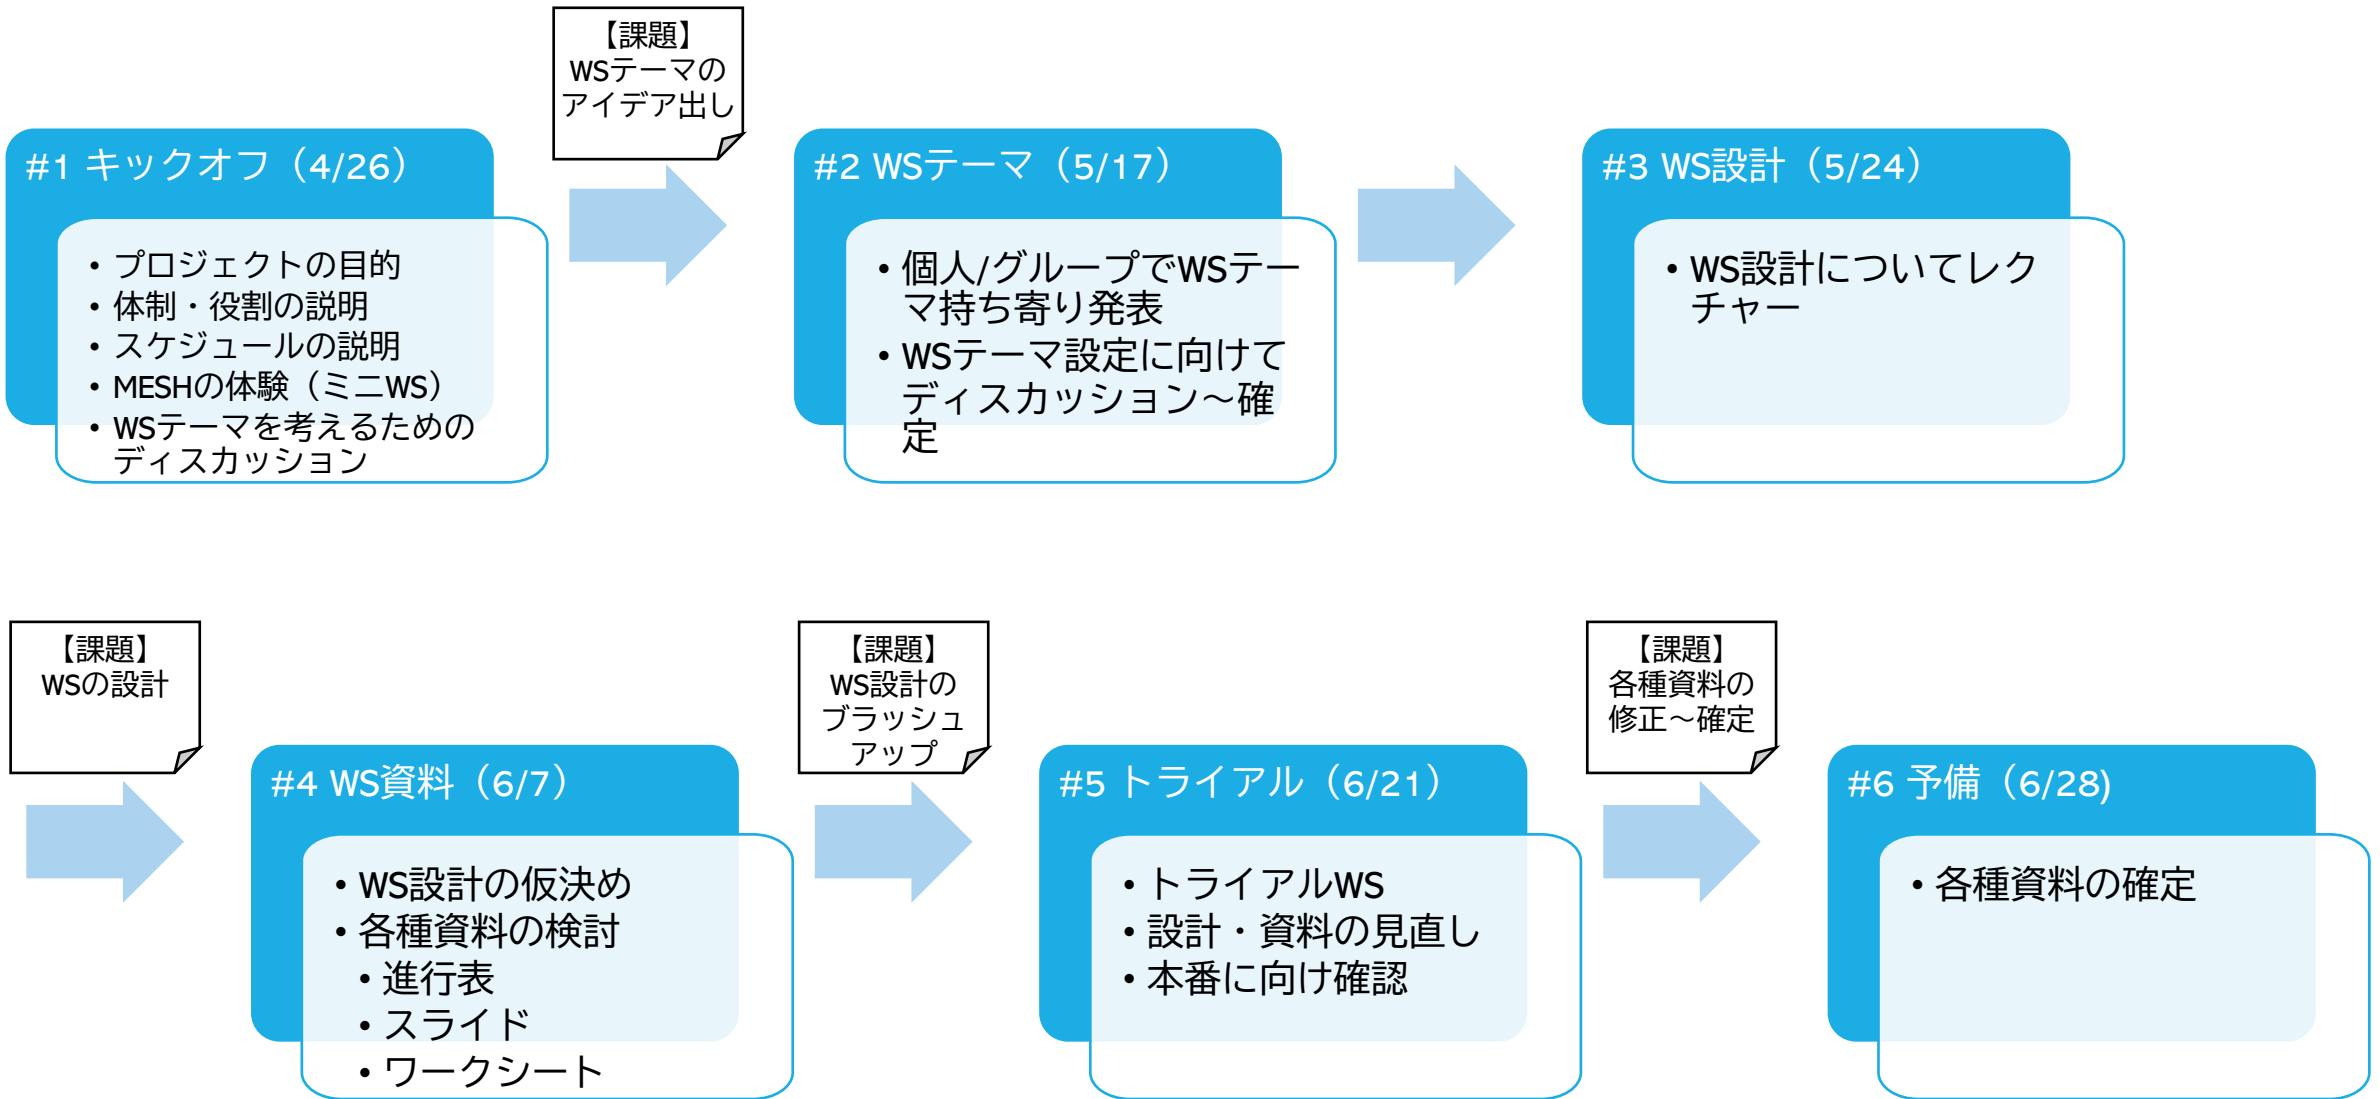 【課題】
WSテーマの
アイデア出し
#1 キックオフ（4/26）
• プロジェクトの目的
• 体制・役割の説明
• スケジュールの説明
• MESHの体験（ミニWS）
• WSテーマを考えるための
ディスカッション
#2 WSテーマ（5/17）
• 個人/グループでWSテー
マ持ち寄り発表
• WSテーマ設定に向けて
ディスカッション～確
定
#3 WS設計（5/24）
• WS設計についてレク
チャー
【課題】
WSの設計
#4 WS資料（6/7）
• WS設計の仮決め
• 各種資料の検討
• 進行表
• スライド
• ワークシート
【課題】
WS設計の
ブラッシュ
アップ
#5 トライアル（6/21）
• トライアルWS
• 設計・資料の見直し
• 本番に向け確認
【課題】
各種資料の
修正～確定
#6 予備（6/28)
• 各種資料の確定